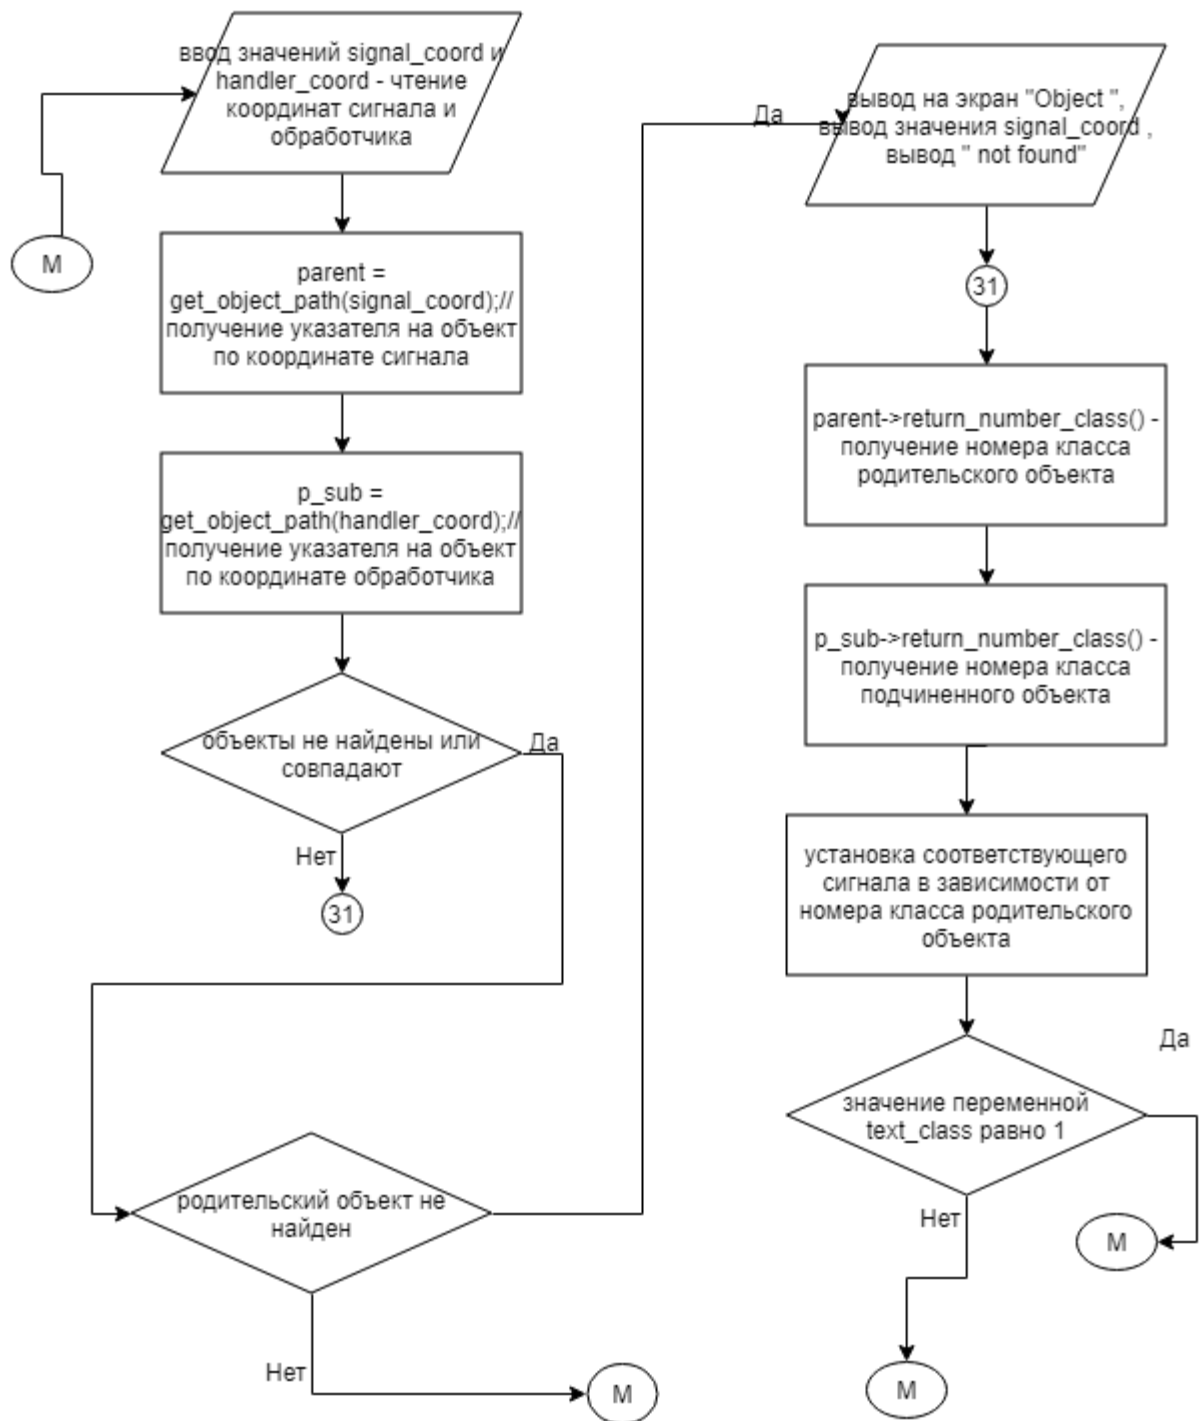 ввод значений signal_coord и
handler_coord - чтение
координат сигнала и
обработчика
M
parent =
get_object_path(signal_coord);//
получение указателя на объект
по координате сигнала
p_sub =
get_object_path(handler_coord);//
получение указателя на объект
по координате обработчика
объекты не найдены или
совпадают
Да
Нет
31
родительский объект не
найден
Нет
M
Да
вывод на экран "Object ",
вывод значения signal_coord ,
вывод " not found"
31
parent->return_number_class() -
получение номера класса
родительского объекта
p_sub->return_number_class() -
получение номера класса
подчиненного объекта
установка соответствующего
сигнала в зависимости от
номера класса родительского
объекта
Да
значение переменной
text_class равно 1
Нет
M
M